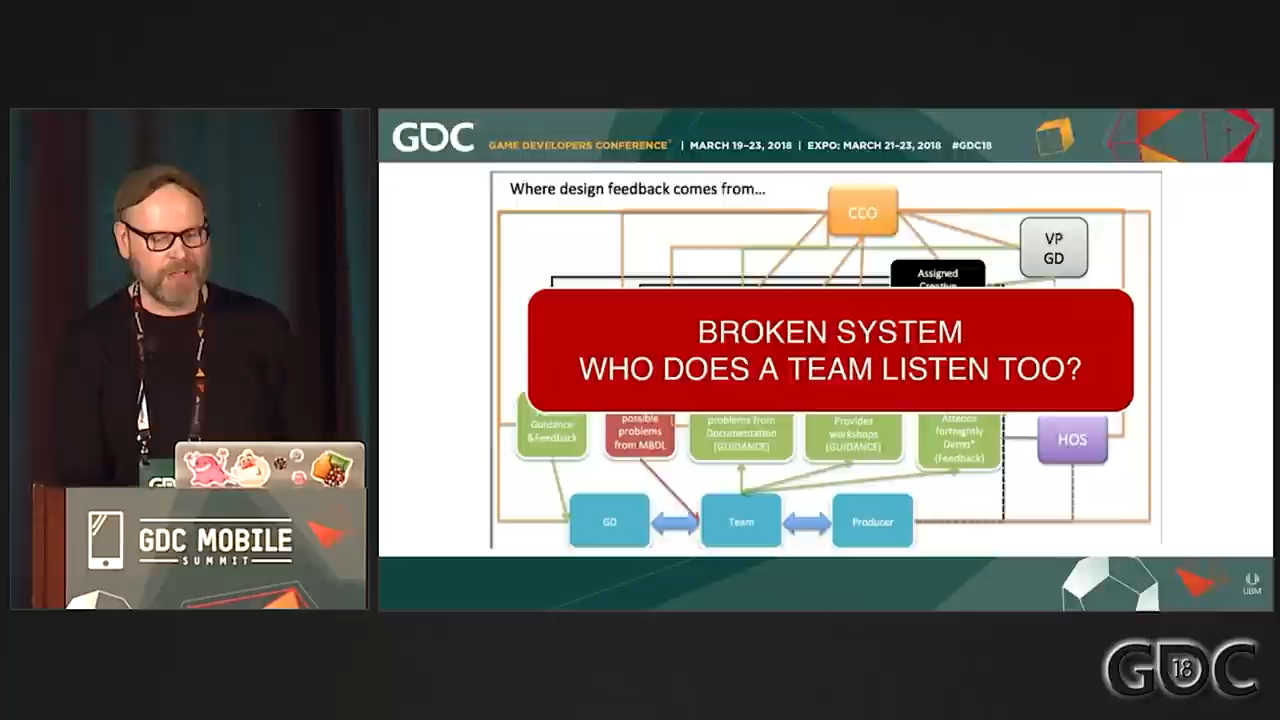 GDC
GAME DEVELOPERS CONFERENCE | MARCH 19–23, 2018 | EXPO: MARCH 21–23, 2018 #GDC18
Where design feedback comes from...
CCO
VP
GD
Assigned
Creative
BROKEN SYSTEM
WHO DOES A TEAM LISTEN TOO?
Guidance
& Feedback
possible
problems
from MBDL
problems from
Documentation
(GUIDANCE)
Provides
workshops
(GUIDANCE)
Attends
fortnightly
Demo*
(Feedback)
HOS
GD
Team
Producer
GDC MOBILE
SUMMIT
UBM
GDC
18